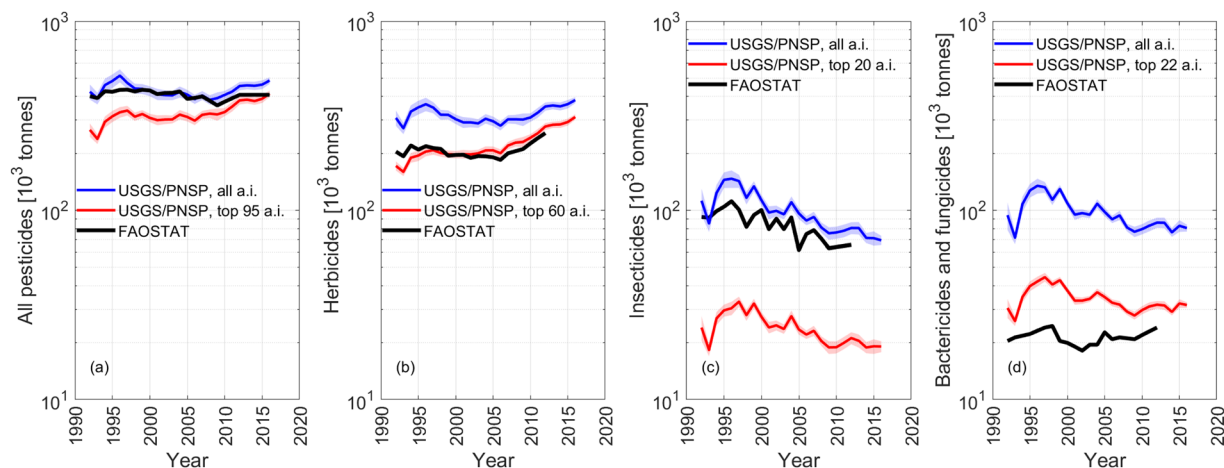 All pesticides [10³ tonnes]
10³
10²
10¹
USGS/PNSP, all a.i.
USGS/PNSP, top 95 a.i.
FAOSTAT
(a)
1990
1995
2000
2005
2010
2015
2020
Year
Herbicides [10³ tonnes]
10³
10²
10¹
USGS/PNSP, all a.i.
USGS/PNSP, top 60 a.i.
FAOSTAT
(b)
1990
1995
2000
2005
2010
2015
2020
Year
Insecticides [10³ tonnes]
10³
10²
10¹
USGS/PNSP, all a.i.
USGS/PNSP, top 20 a.i.
FAOSTAT
(c)
1990
1995
2000
2005
2010
2015
2020
Year
Bactericides and fungicides [10³ tonnes]
10³
10²
10¹
USGS/PNSP, all a.i.
USGS/PNSP, top 22 a.i.
FAOSTAT
(d)
1990
1995
2000
2005
2010
2015
2020
Year